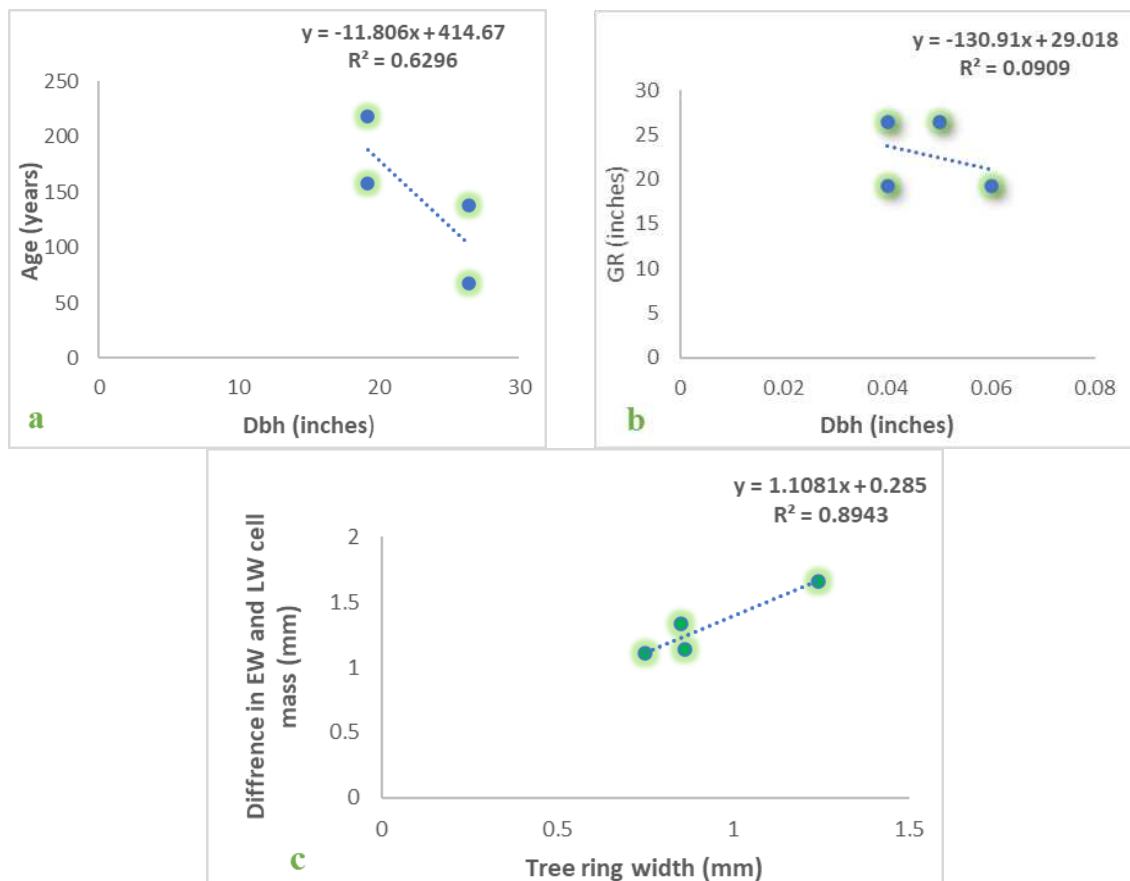 y = -11.806x + 414.67
R² = 0.6296
250
200
150
100
50
0
0 10 20 30
Age (years)
Dbh (inches)
a
y = -130.91x + 29.018
R² = 0.0909
30
25
20
15
10
5
0
0 0.02 0.04 0.06 0.08
GR (inches)
Dbh (inches)
b
y = 1.1081x + 0.285
R² = 0.8943
2
1.5
1
0.5
0
0 0.5 1 1.5
Diffrence in EW and LW cell
mass (mm)
Tree ring width (mm)
c